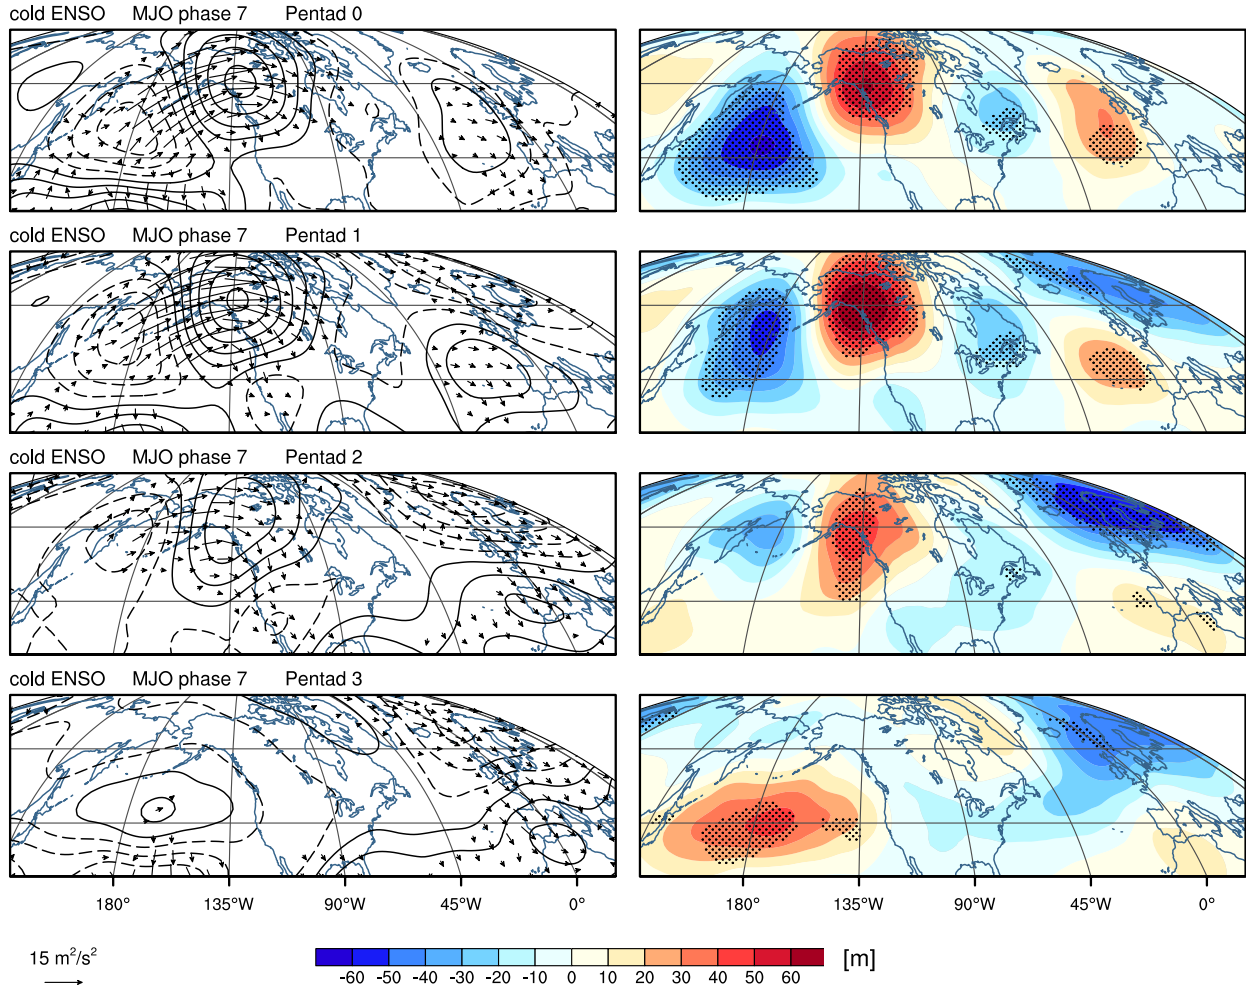 cold ENSO MJO phase 7 Pentad 0
cold ENSO MJO phase 7 Pentad 1
cold ENSO MJO phase 7 Pentad 2
cold ENSO MJO phase 7 Pentad 3
180° 135°W 90°W 45°W 0° 180° 135°W 90°W 45°W 0°
15 m²/s²
-60 -50 -40 -30 -20 -10 0 10 20 30 40 50 60 [m]